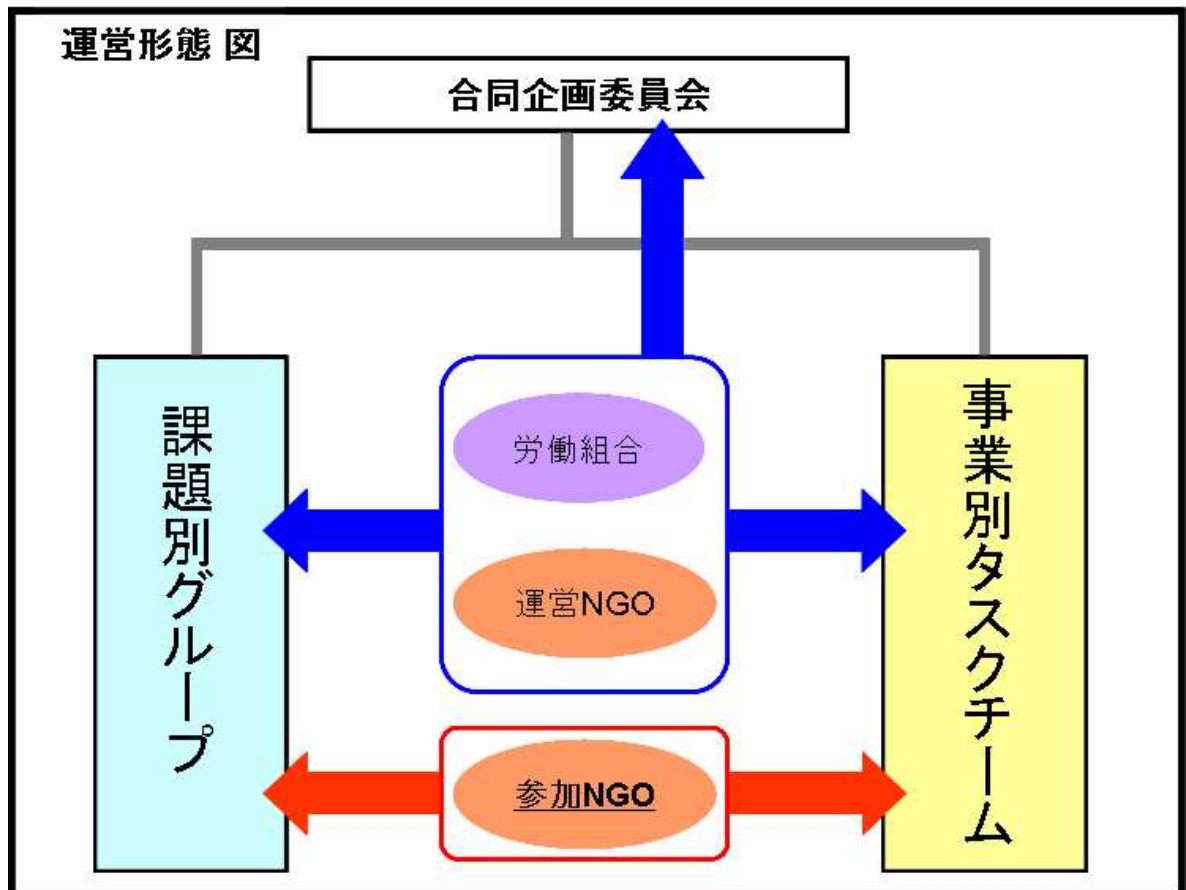 運営形態 図
合同企画委員会
課題別グループ
労働組合
運営NGO
参加NGO
事業別タスクチーム